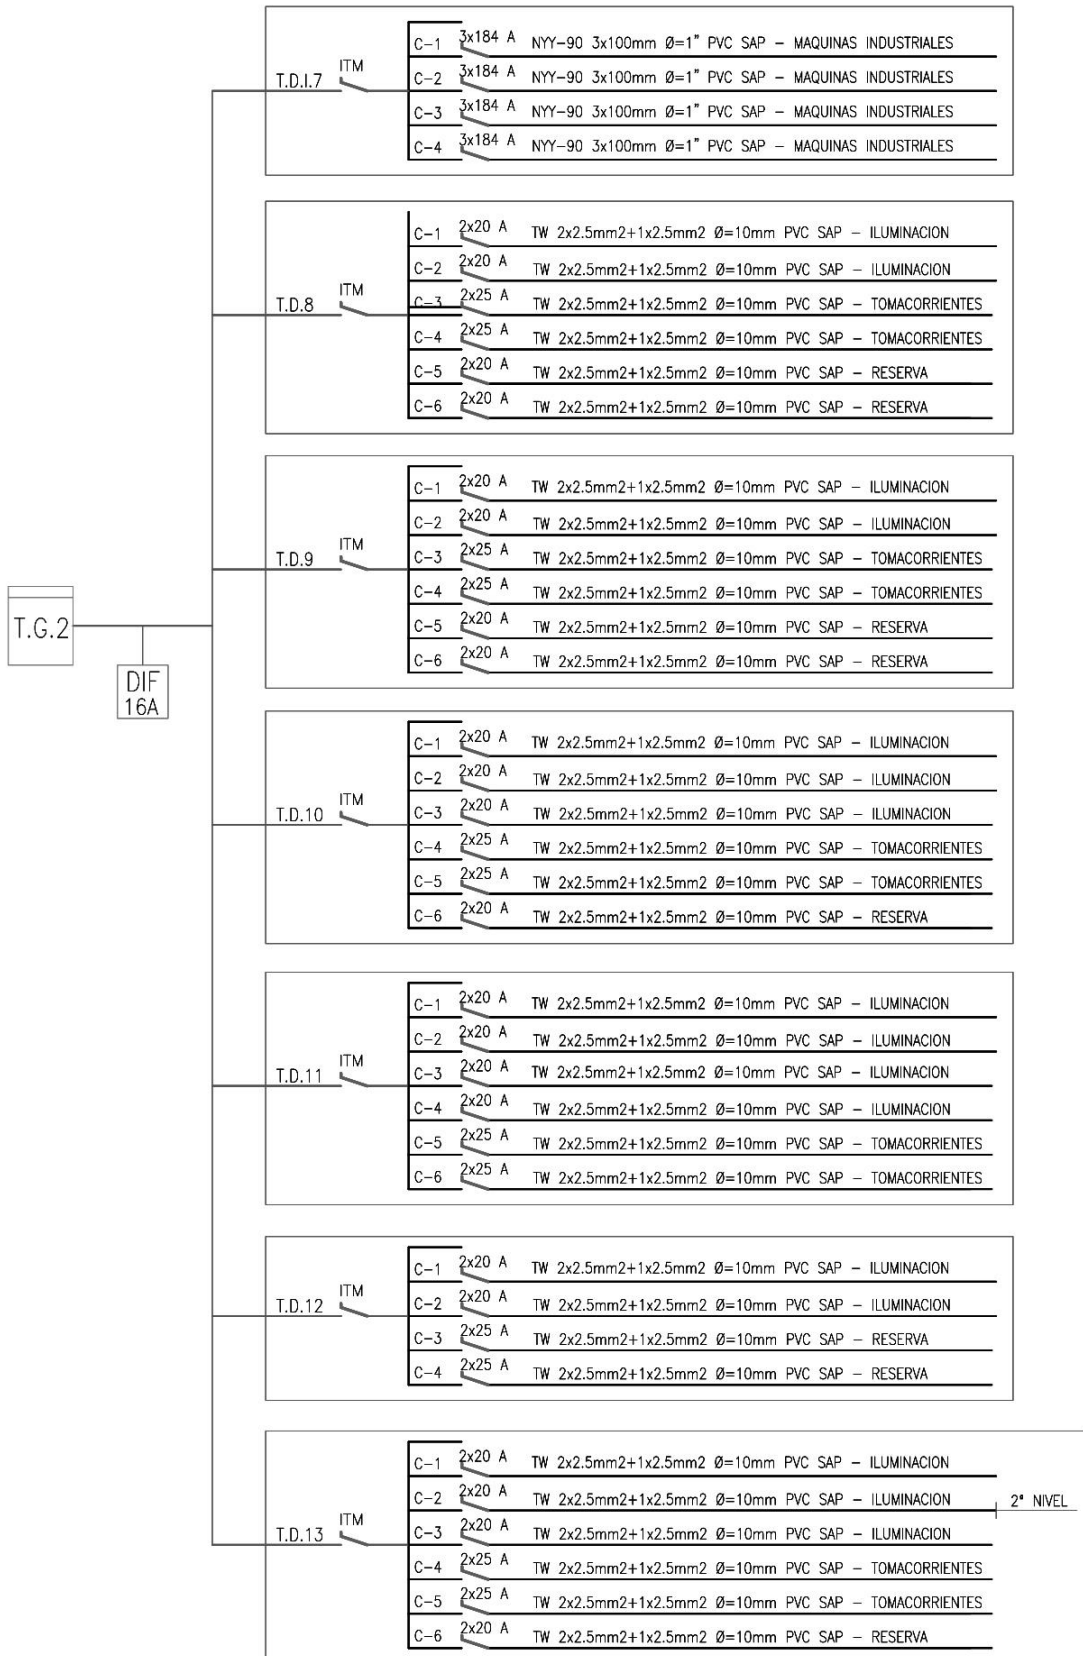 T.G.2
DIF
16A
T.D.I.7 ITM
C-1 3x184 A NYY-90 3x100mm Ø=1" PVC SAP - MAQUINAS INDUSTRIALES
C-2 3x184 A NYY-90 3x100mm Ø=1" PVC SAP - MAQUINAS INDUSTRIALES
C-3 3x184 A NYY-90 3x100mm Ø=1" PVC SAP - MAQUINAS INDUSTRIALES
C-4 3x184 A NYY-90 3x100mm Ø=1" PVC SAP - MAQUINAS INDUSTRIALES
T.D.8 ITM
C-1 2x20 A TW 2x2.5mm2+1x2.5mm2 Ø=10mm PVC SAP - ILUMINACION
C-2 2x20 A TW 2x2.5mm2+1x2.5mm2 Ø=10mm PVC SAP - ILUMINACION
C-3 2x25 A TW 2x2.5mm2+1x2.5mm2 Ø=10mm PVC SAP - TOMACORRIENTES
C-4 2x25 A TW 2x2.5mm2+1x2.5mm2 Ø=10mm PVC SAP - TOMACORRIENTES
C-5 2x20 A TW 2x2.5mm2+1x2.5mm2 Ø=10mm PVC SAP - RESERVA
C-6 2x20 A TW 2x2.5mm2+1x2.5mm2 Ø=10mm PVC SAP - RESERVA
T.D.9 ITM
C-1 2x20 A TW 2x2.5mm2+1x2.5mm2 Ø=10mm PVC SAP - ILUMINACION
C-2 2x20 A TW 2x2.5mm2+1x2.5mm2 Ø=10mm PVC SAP - ILUMINACION
C-3 2x25 A TW 2x2.5mm2+1x2.5mm2 Ø=10mm PVC SAP - TOMACORRIENTES
C-4 2x25 A TW 2x2.5mm2+1x2.5mm2 Ø=10mm PVC SAP - TOMACORRIENTES
C-5 2x20 A TW 2x2.5mm2+1x2.5mm2 Ø=10mm PVC SAP - RESERVA
C-6 2x20 A TW 2x2.5mm2+1x2.5mm2 Ø=10mm PVC SAP - RESERVA
T.D.10 ITM
C-1 2x20 A TW 2x2.5mm2+1x2.5mm2 Ø=10mm PVC SAP - ILUMINACION
C-2 2x20 A TW 2x2.5mm2+1x2.5mm2 Ø=10mm PVC SAP - ILUMINACION
C-3 2x20 A TW 2x2.5mm2+1x2.5mm2 Ø=10mm PVC SAP - ILUMINACION
C-4 2x25 A TW 2x2.5mm2+1x2.5mm2 Ø=10mm PVC SAP - TOMACORRIENTES
C-5 2x25 A TW 2x2.5mm2+1x2.5mm2 Ø=10mm PVC SAP - TOMACORRIENTES
C-6 2x20 A TW 2x2.5mm2+1x2.5mm2 Ø=10mm PVC SAP - RESERVA
T.D.11 ITM
C-1 2x20 A TW 2x2.5mm2+1x2.5mm2 Ø=10mm PVC SAP - ILUMINACION
C-2 2x20 A TW 2x2.5mm2+1x2.5mm2 Ø=10mm PVC SAP - ILUMINACION
C-3 2x20 A TW 2x2.5mm2+1x2.5mm2 Ø=10mm PVC SAP - ILUMINACION
C-4 2x20 A TW 2x2.5mm2+1x2.5mm2 Ø=10mm PVC SAP - ILUMINACION
C-5 2x25 A TW 2x2.5mm2+1x2.5mm2 Ø=10mm PVC SAP - TOMACORRIENTES
C-6 2x25 A TW 2x2.5mm2+1x2.5mm2 Ø=10mm PVC SAP - TOMACORRIENTES
T.D.12 ITM
C-1 2x20 A TW 2x2.5mm2+1x2.5mm2 Ø=10mm PVC SAP - ILUMINACION
C-2 2x20 A TW 2x2.5mm2+1x2.5mm2 Ø=10mm PVC SAP - ILUMINACION
C-3 2x25 A TW 2x2.5mm2+1x2.5mm2 Ø=10mm PVC SAP - RESERVA
C-4 2x25 A TW 2x2.5mm2+1x2.5mm2 Ø=10mm PVC SAP - RESERVA
T.D.13 ITM
C-1 2x20 A TW 2x2.5mm2+1x2.5mm2 Ø=10mm PVC SAP - ILUMINACION
C-2 2x20 A TW 2x2.5mm2+1x2.5mm2 Ø=10mm PVC SAP - ILUMINACION 2° NIVEL
C-3 2x20 A TW 2x2.5mm2+1x2.5mm2 Ø=10mm PVC SAP - ILUMINACION
C-4 2x25 A TW 2x2.5mm2+1x2.5mm2 Ø=10mm PVC SAP - TOMACORRIENTES
C-5 2x25 A TW 2x2.5mm2+1x2.5mm2 Ø=10mm PVC SAP - TOMACORRIENTES
C-6 2x20 A TW 2x2.5mm2+1x2.5mm2 Ø=10mm PVC SAP - RESERVA